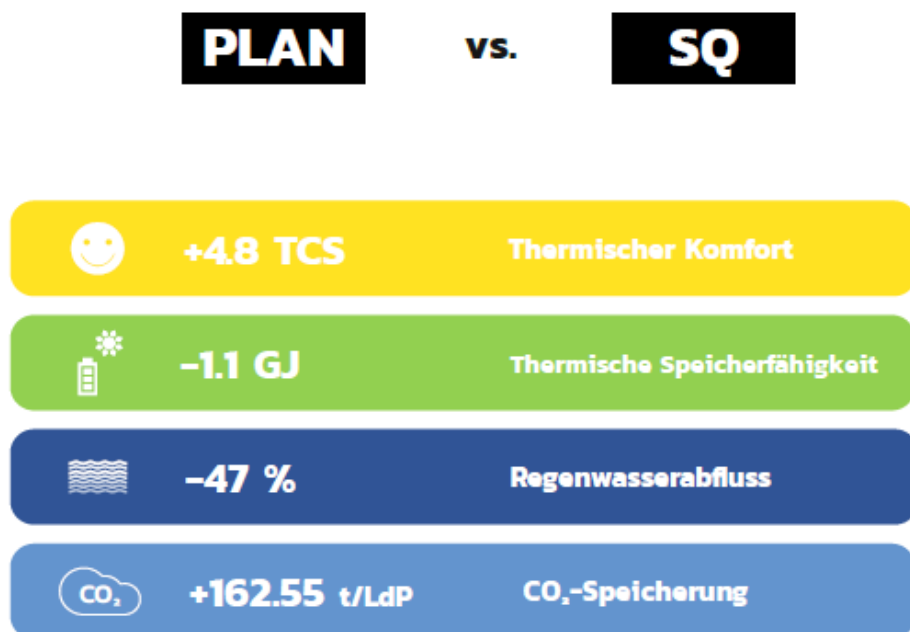 PLAN vs. SQ
+4.8 TCS Thermischer Komfort
-1.1 GJ Thermische Speicherfähigkeit
-47 % Regenwasserabfluss
CO₂ +162.55 t/LdP CO₂-Speicherung